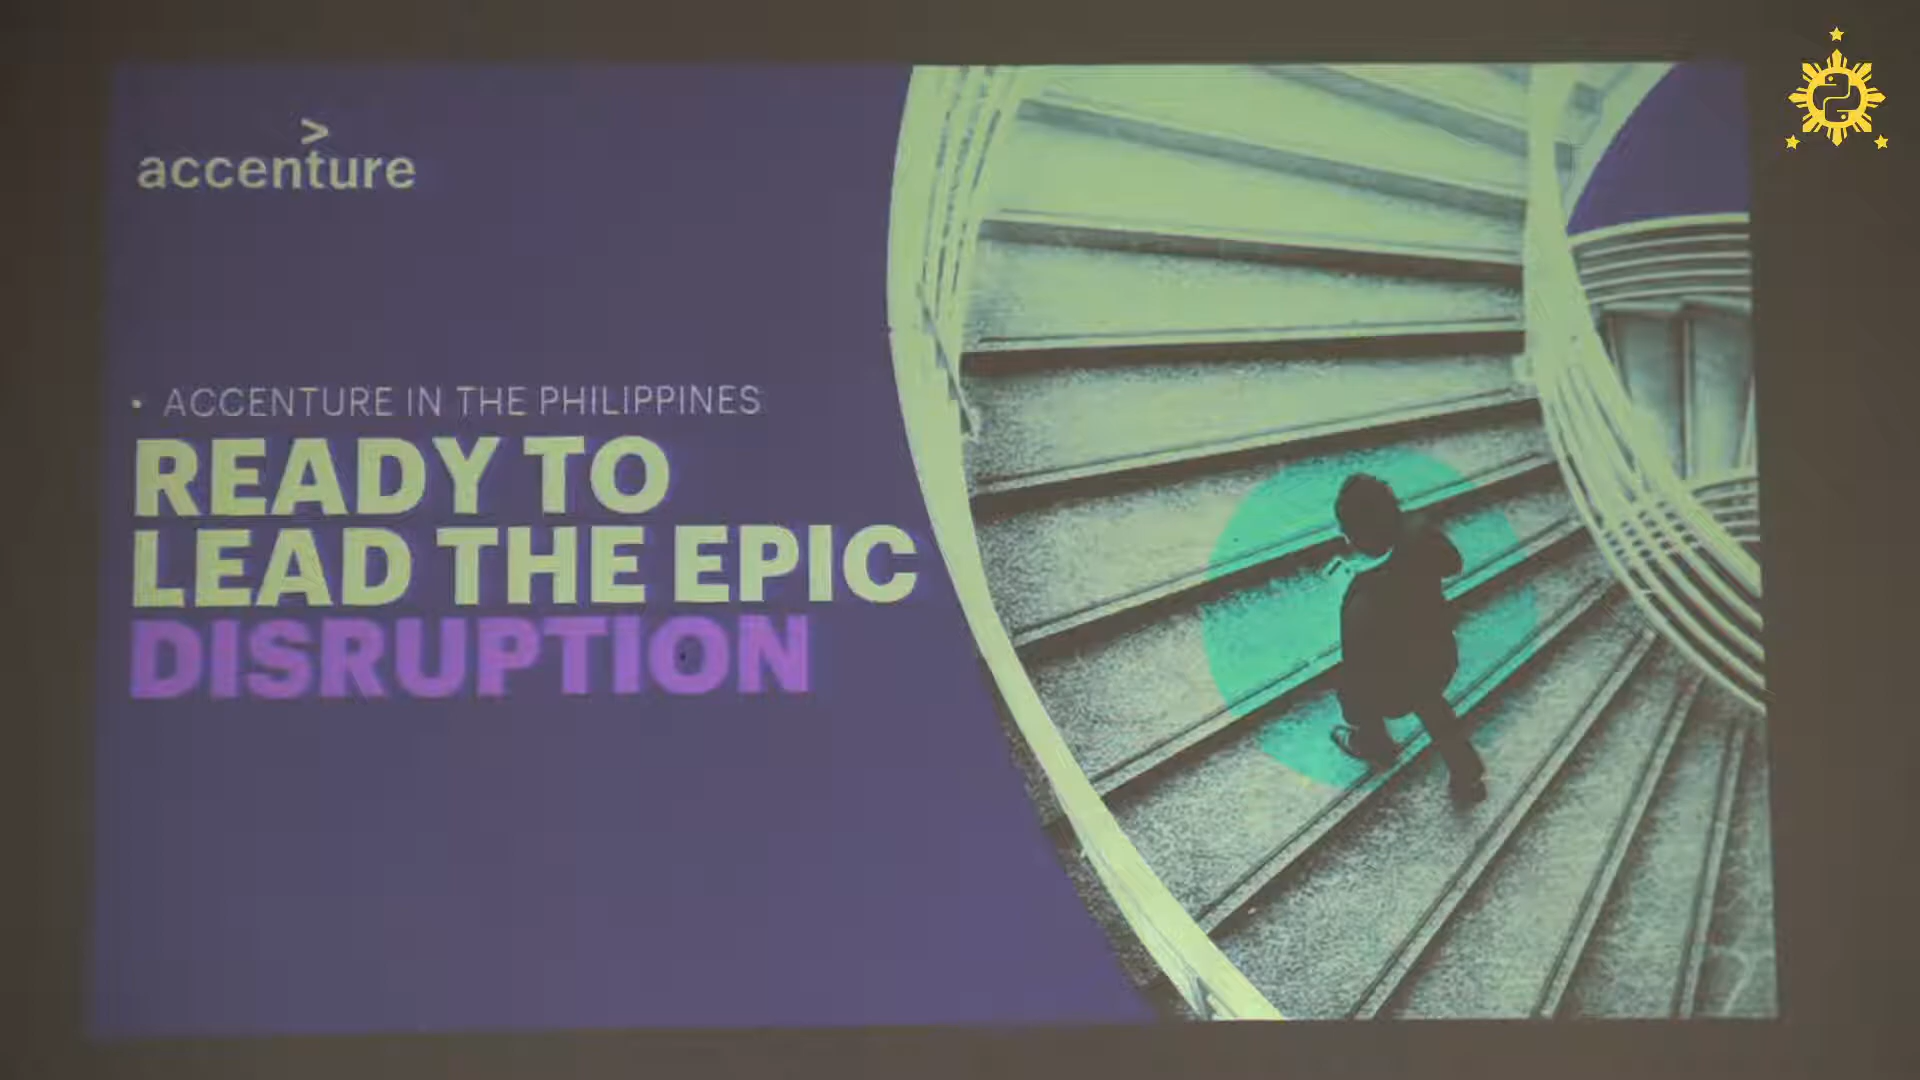 >
accenture
• ACCENTURE IN THE PHILIPPINES
READY TO
LEAD THE EPIC
DISRUPTION